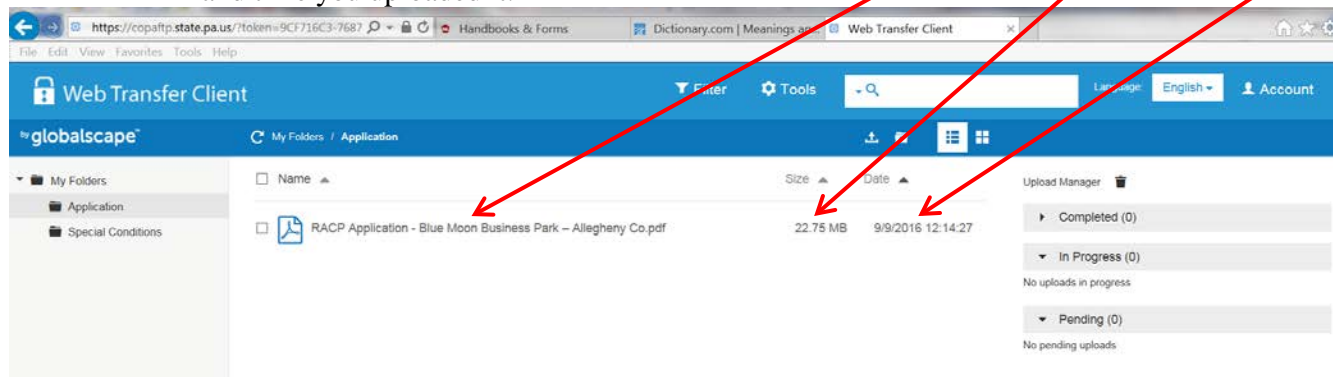 https://copaftp.state.pa.us/?token=9CF716C3-7687
Handbooks & Forms
Dictionary.com | Meanings an...
Web Transfer Client
File Edit View Favorites Tools Help
Web Transfer Client
Filter
Tools
Language
English
Account
by globalscape
My Folders / Application
My Folders
Application
Special Conditions
Name
Size
Date
RACP Application - Blue Moon Business Park – Allegheny Co.pdf
22.75 MB
9/9/2016 12:14:27
Upload Manager
Completed (0)
In Progress (0)
No uploads in progress
Pending (0)
No pending uploads